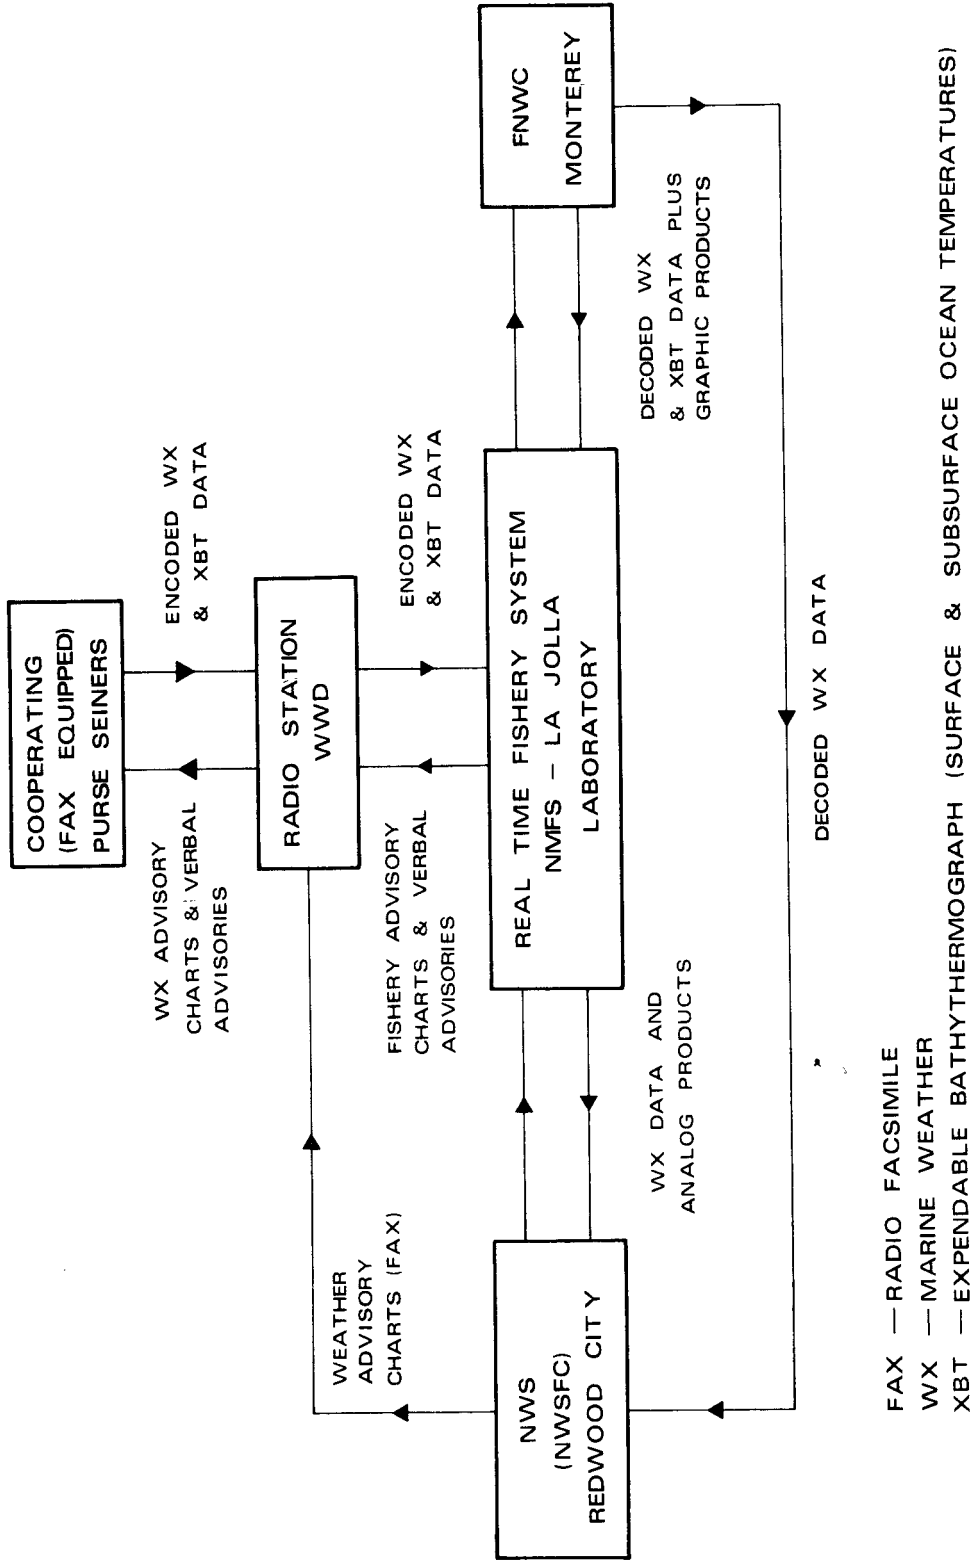 COOPERATING
(FAX EQUIPPED)
PURSE SEINERS
WX ADVISORY
CHARTS & VERBAL
ADVISORIES
ENCODED WX
& XBT DATA
RADIO STATION
WWD
WEATHER
ADVISORY
CHARTS (FAX)
FISHERY ADVISORY
CHARTS & VERBAL
ADVISORIES
ENCODED WX
& XBT DATA
NWS
(NWSFC)
REDWOOD CITY
REAL TIME FISHERY SYSTEM
NMFS – LA JOLLA
LABORATORY
FNWC
MONTEREY
WX DATA AND
ANALOG PRODUCTS
DECODED WX
& XBT DATA PLUS
GRAPHIC PRODUCTS
DECODED WX DATA
FAX — RADIO FACSIMILE
WX — MARINE WEATHER
XBT — EXPENDABLE BATHYTHERMOGRAPH (SURFACE & SUBSURFACE OCEAN TEMPERATURES)